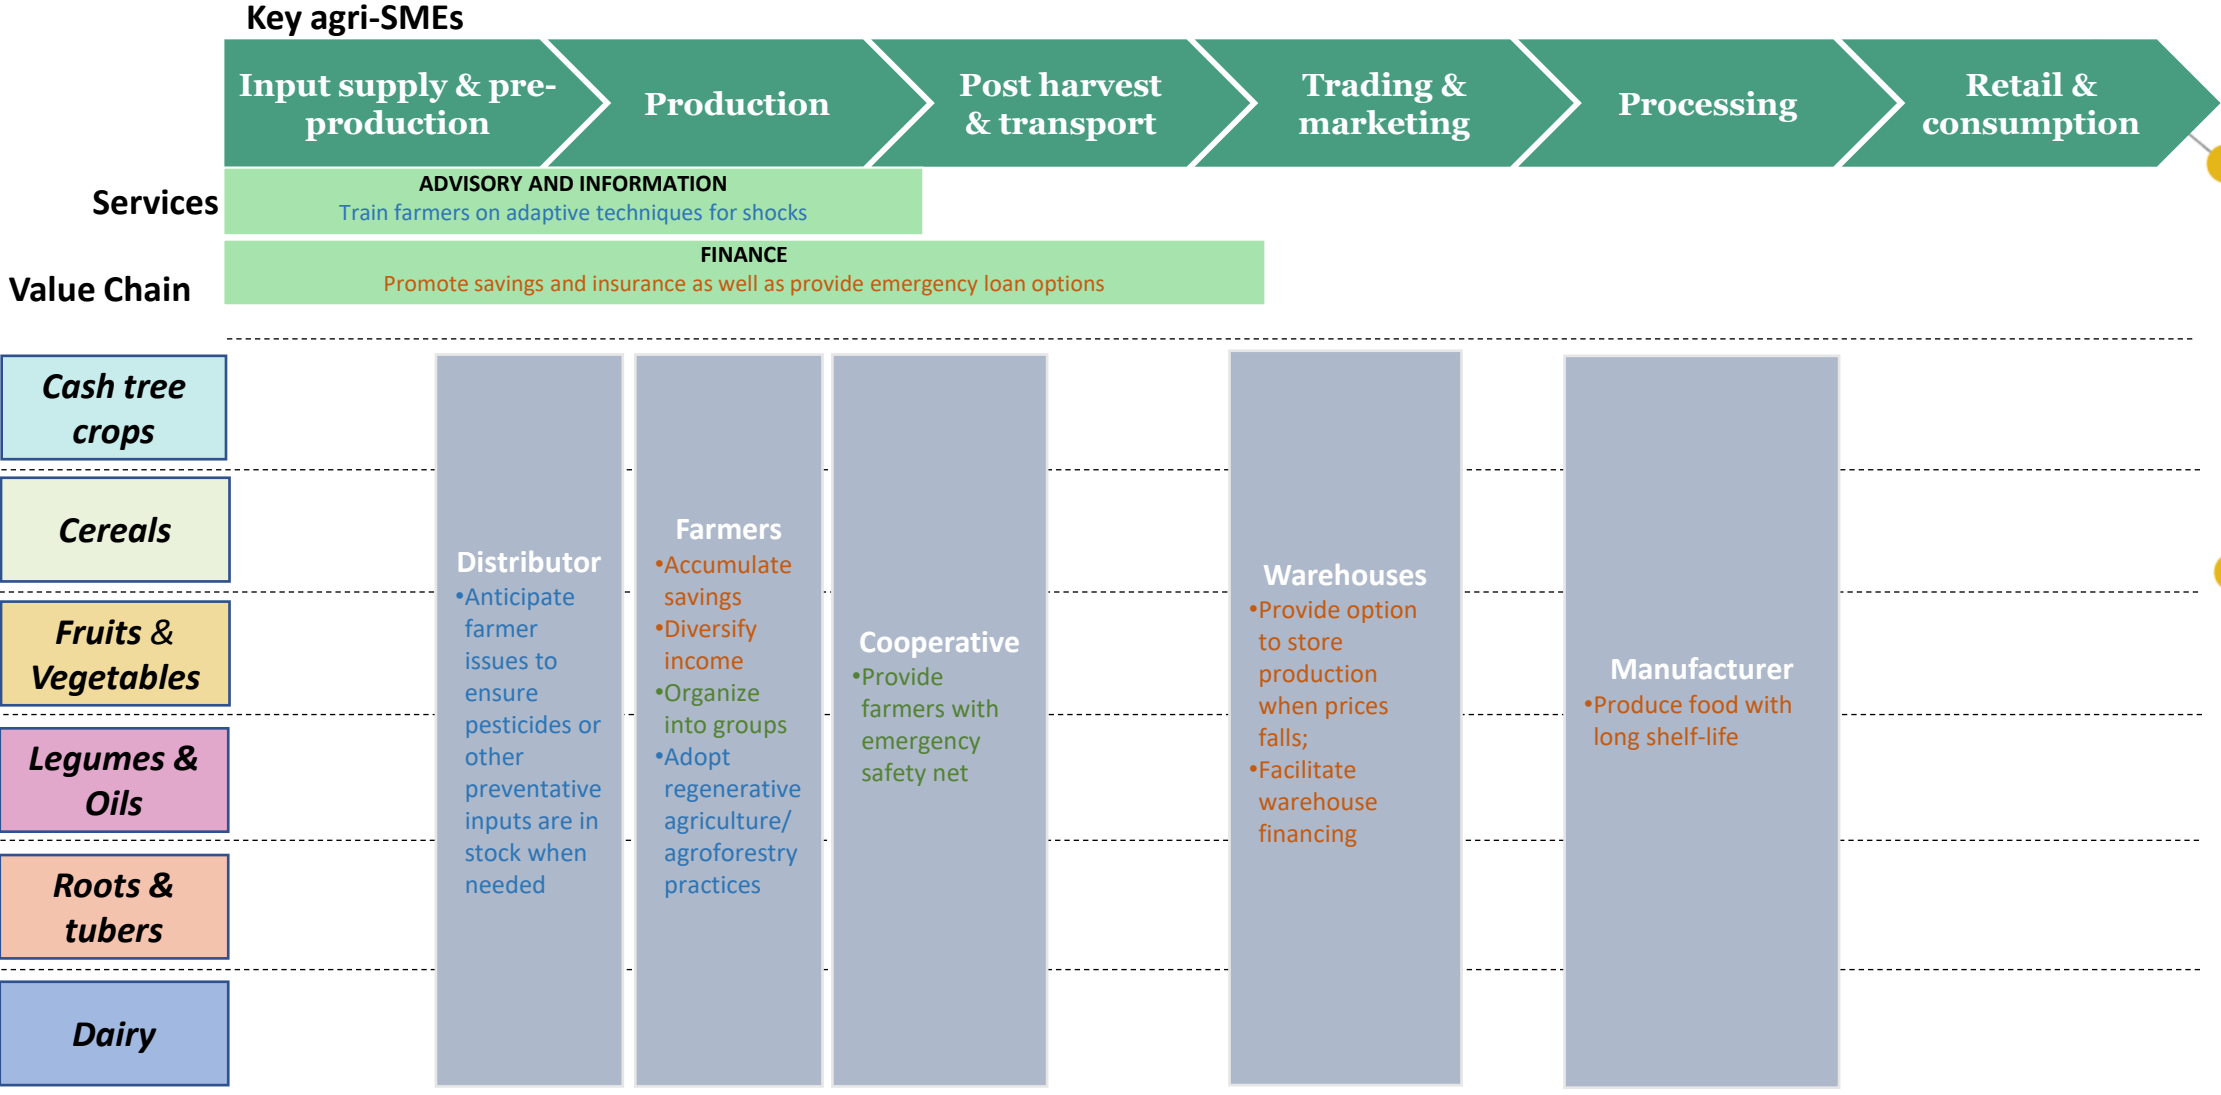 Key agri-SMEs
Input supply & pre-
production
Production
Post harvest
& transport
Trading &
marketing
Processing
Retail &
consumption
Services
ADVISORY AND INFORMATION
Train farmers on adaptive techniques for shocks
FINANCE
Promote savings and insurance as well as provide emergency loan options
Value Chain
Cash tree
crops
Cereals
Fruits &
Vegetables
Legumes &
Oils
Roots &
tubers
Dairy
Distributor
•Anticipate
farmer
issues to
ensure
pesticides or
other
preventative
inputs are in
stock when
needed
Farmers
•Accumulate
savings
•Diversify
income
•Organize
into groups
•Adopt
regenerative
agriculture/
agroforestry
practices
Cooperative
•Provide
farmers with
emergency
safety net
Warehouses
•Provide option
to store
production
when prices
falls;
•Facilitate
warehouse
financing
Manufacturer
•Produce food with
long shelf-life